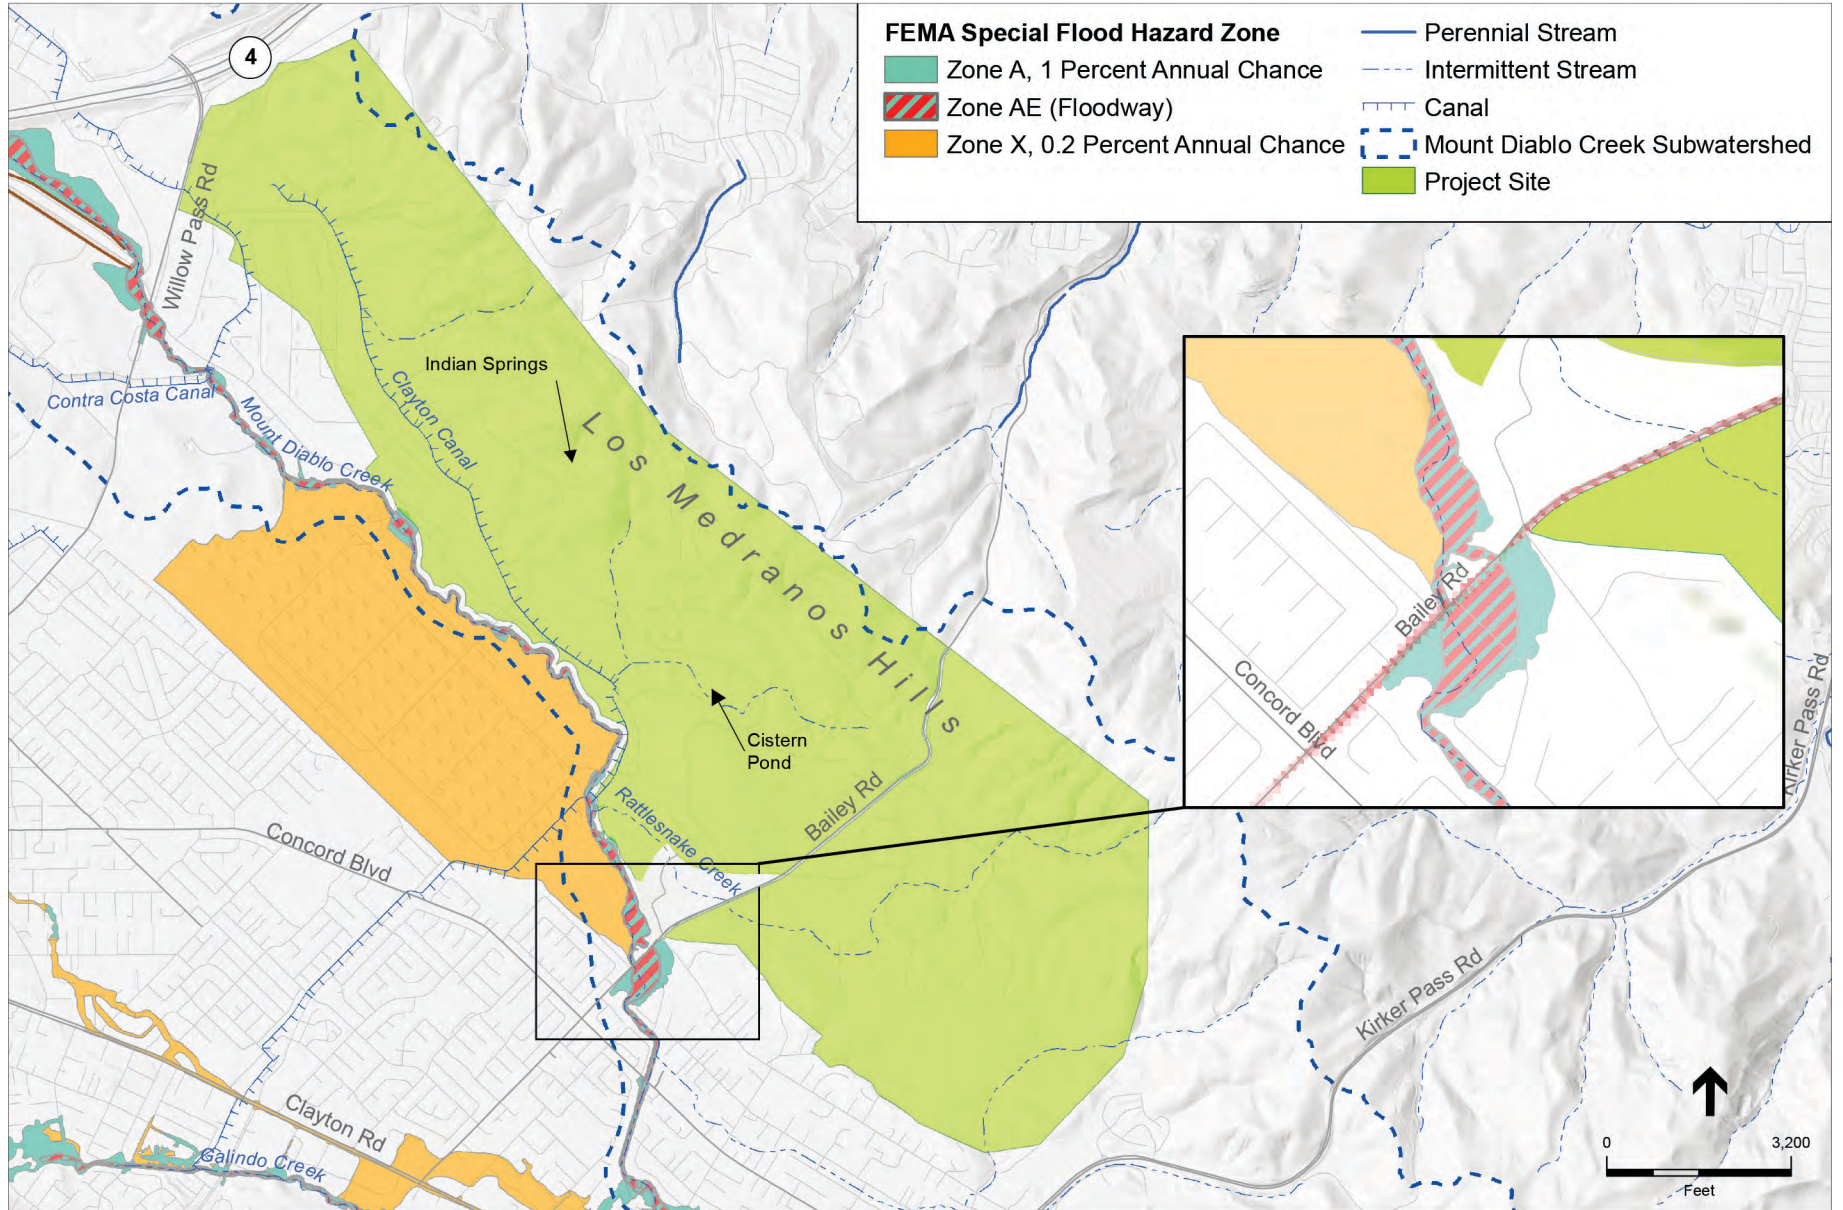 FEMA Special Flood Hazard Zone
Zone A, 1 Percent Annual Chance
Zone AE (Floodway)
Zone X, 0.2 Percent Annual Chance
Perennial Stream
Intermittent Stream
Canal
Mount Diablo Creek Subwatershed
Project Site
4
Willow Pass Rd
Contra Costa Canal
Mount Diablo Creek
Clayton Canal
Indian Springs
Los Medranos Hills
Cistern
Pond
Bailey Rd
Rattlesnake Creek
Concord Blvd
Bailey Rd
Concord Blvd
Kirker Pass Rd
Kirker Pass Rd
Clayton Rd
Galindo Creek
0 3,200
Feet